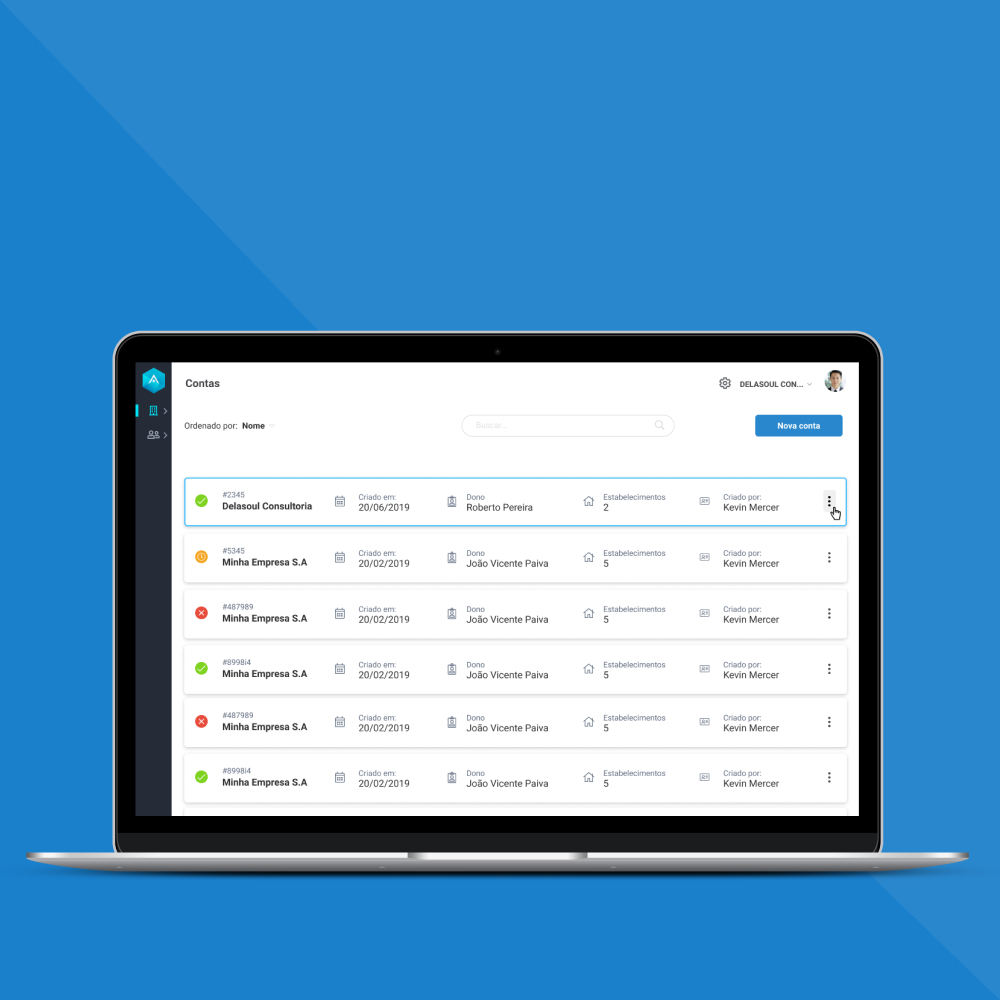 Contas
DELASOUL CON...
Ordenado por: Nome
Buscar...
Nova conta
#2345
Delasoul Consultoria
Criado em:
20/06/2019
Dono
Roberto Pereira
Estabelecimentos
2
Criado por:
Kevin Mercer
#5345
Minha Empresa S.A
Criado em:
20/02/2019
Dono
João Vicente Paiva
Estabelecimentos
5
Criado por:
Kevin Mercer
#487989
Minha Empresa S.A
Criado em:
20/02/2019
Dono
João Vicente Paiva
Estabelecimentos
5
Criado por:
Kevin Mercer
#8998i4
Minha Empresa S.A
Criado em:
20/02/2019
Dono
João Vicente Paiva
Estabelecimentos
5
Criado por:
Kevin Mercer
#487989
Minha Empresa S.A
Criado em:
20/02/2019
Dono
João Vicente Paiva
Estabelecimentos
5
Criado por:
Kevin Mercer
#8998i4
Minha Empresa S.A
Criado em:
20/02/2019
Dono
João Vicente Paiva
Estabelecimentos
5
Criado por:
Kevin Mercer